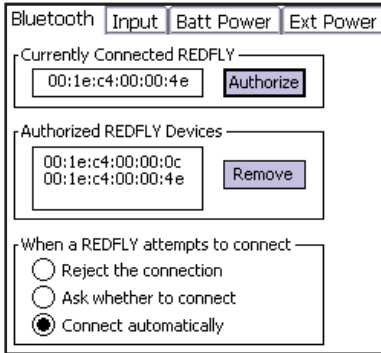 Bluetooth Input Batt Power Ext Power
Currently Connected REDFLY
00:1e:c4:00:00:4e Authorize
Authorized REDFLY Devices
00:1e:c4:00:00:0c
00:1e:c4:00:00:4e
Remove
When a REDFLY attempts to connect
Reject the connection
Ask whether to connect
Connect automatically